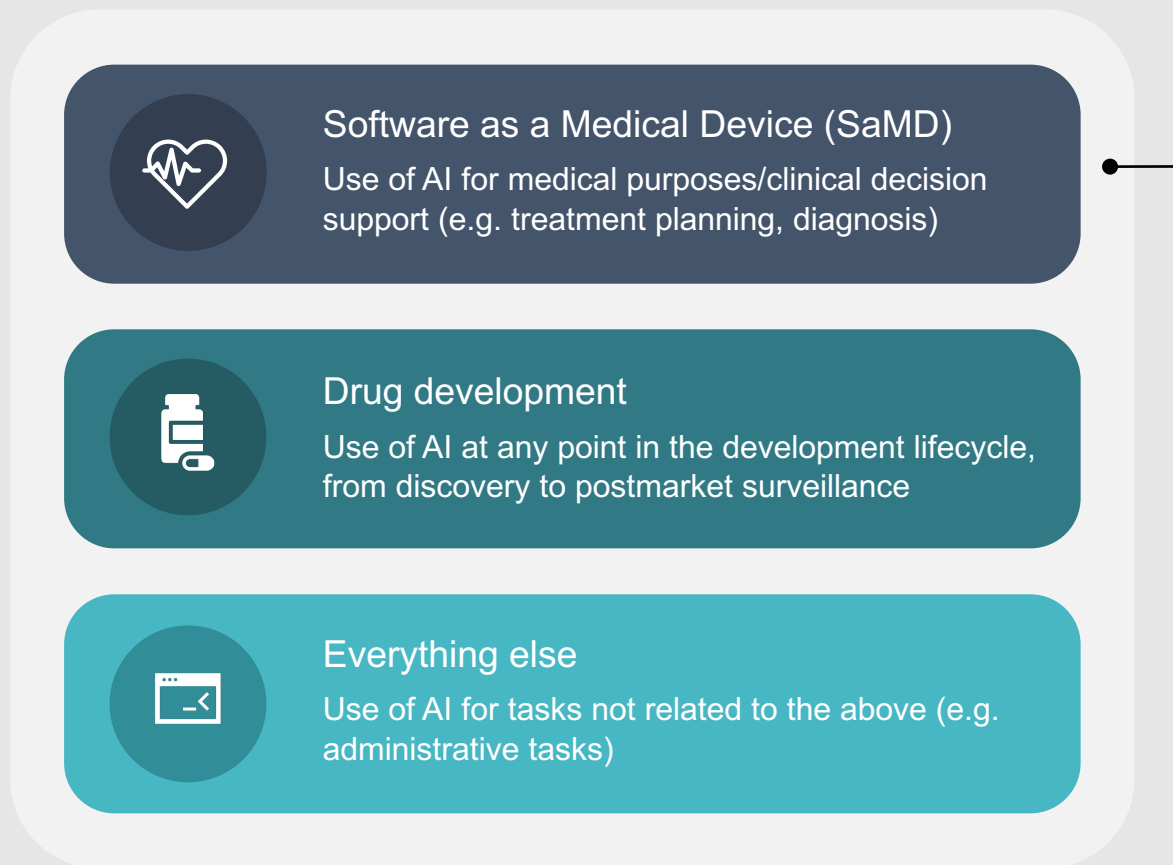 Software as a Medical Device (SaMD)
Use of AI for medical purposes/clinical decision
support (e.g. treatment planning, diagnosis)
Drug development
Use of AI at any point in the development lifecycle,
from discovery to postmarket surveillance
Everything else
Use of AI for tasks not related to the above (e.g.
administrative tasks)